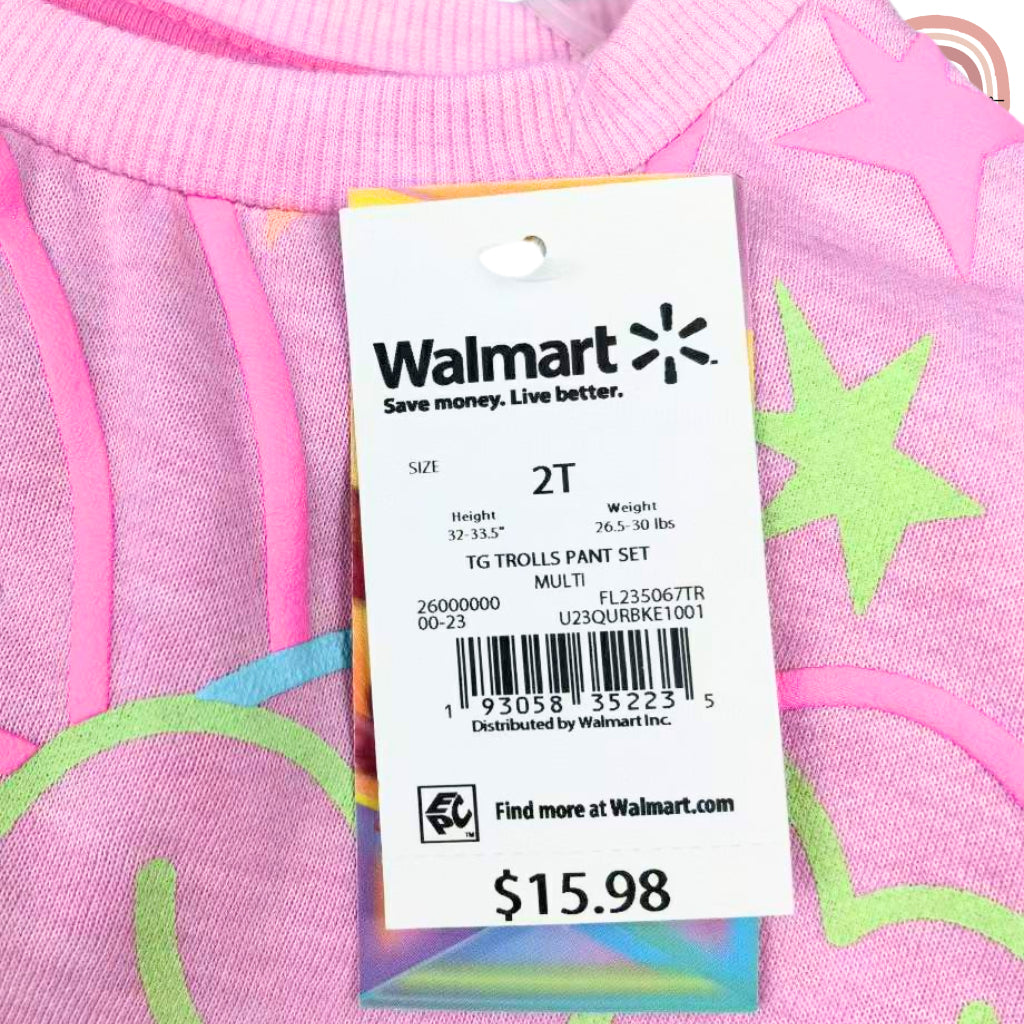 Walmart
Save money. Live better.
SIZE 2T
Height Weight
32-33.5" 26.5-30 lbs
TG TROLLS PANT SET
MULTI
26000000 FL235067TR
00-23 U23QURBKE1001
1 93058 35223 5
Distributed by Walmart Inc.
EPC TM Find more at Walmart.com
$15.98